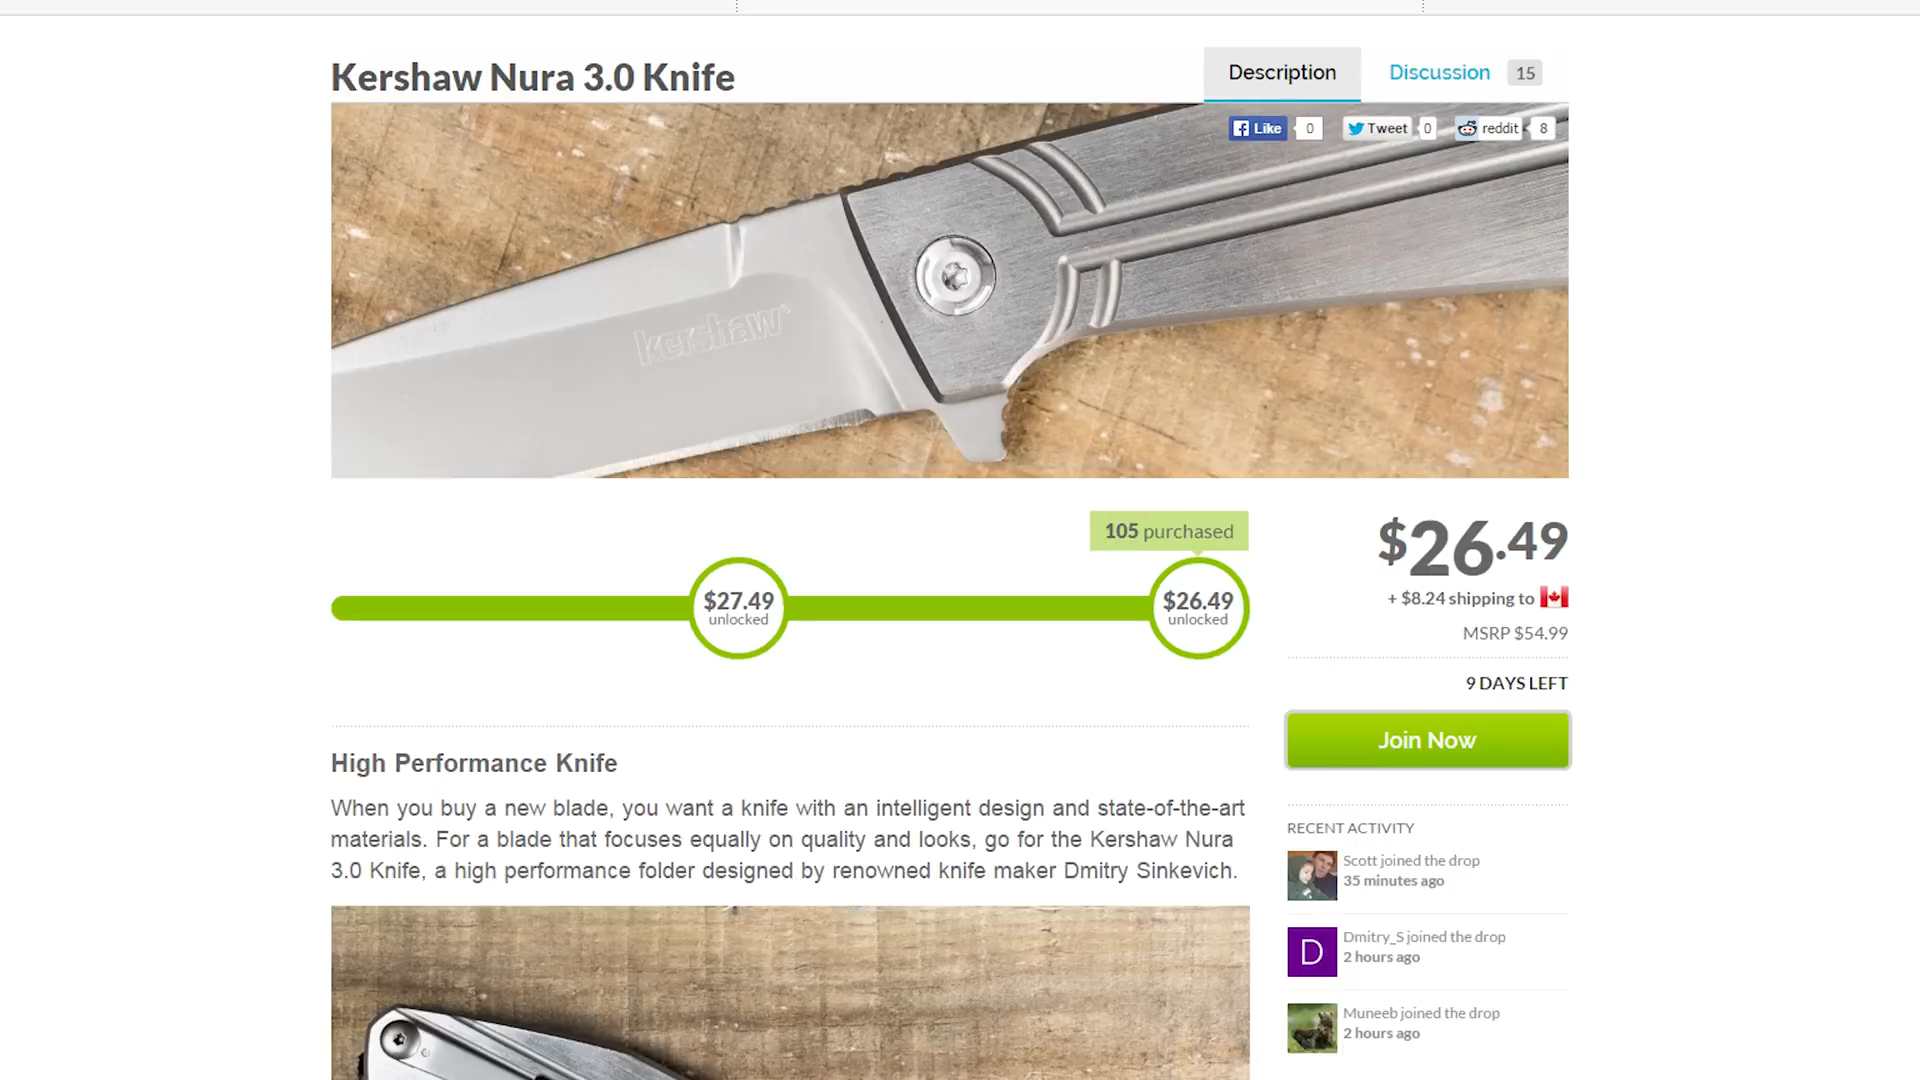 Kershaw Nura 3.0 Knife
Description
Discussion 15
Like 0
Tweet 0
reddit 8
kershaw
105 purchased
$27.49
unlocked
$26.49
unlocked
$26.49
+ $8.24 shipping to
MSRP $54.99
9 DAYS LEFT
Join Now
High Performance Knife
When you buy a new blade, you want a knife with an intelligent design and state-of-the-art
materials. For a blade that focuses equally on quality and looks, go for the Kershaw Nura
3.0 Knife, a high performance folder designed by renowned knife maker Dmitry Sinkevich.
RECENT ACTIVITY
Scott joined the drop
35 minutes ago
D
Dmitry_S joined the drop
2 hours ago
Muneeb joined the drop
2 hours ago